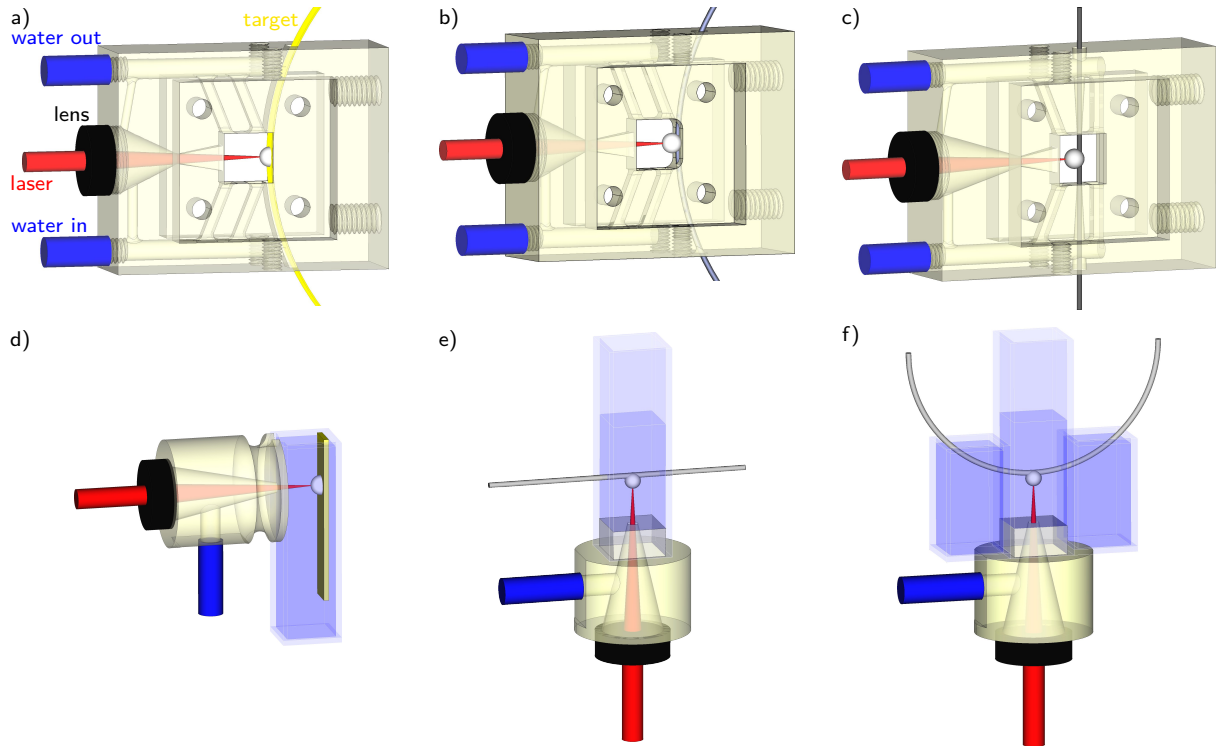 a)
target
b)
c)
water out
lens
laser
water in
d)
e)
f)